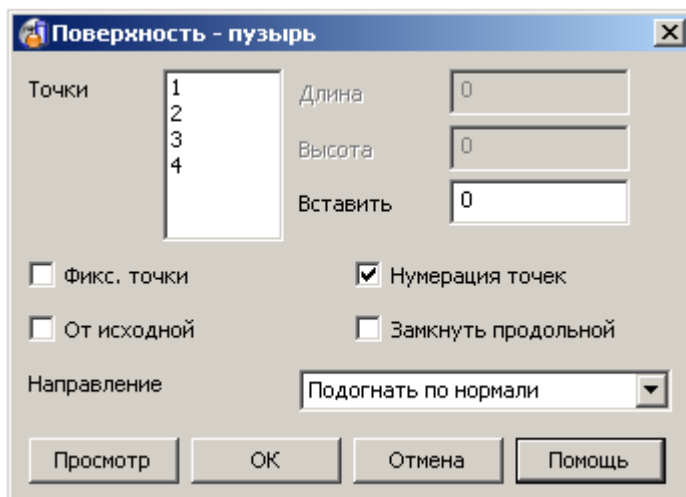 Поверхность - пузырь
Точки
1
2
3
4
Длина 0
Высота 0
Вставить 0
Фикс. точки
Нумерация точек
От исходной
Замкнуть продольной
Направление Подогнать по нормали
Просмотр ОК Отмена Помощь